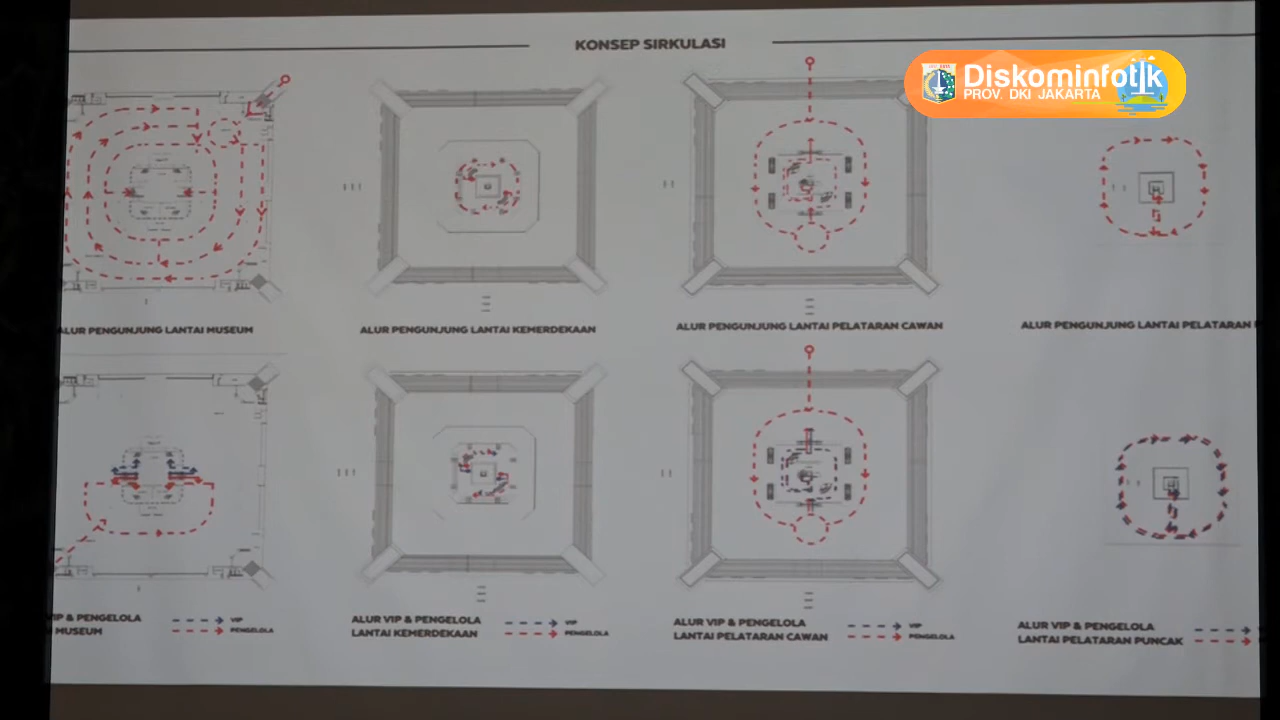 KONSEP SIRKULASI
Diskominfotik
PROV. DKI JAKARTA
ALUR PENGUNJUNG LANTAI MUSEUM
ALUR PENGUNJUNG LANTAI KEMERDEKAAN
ALUR PENGUNJUNG LANTAI PELATARAN CAWAN
ALUR PENGUNJUNG LANTAI PELATARAN
VIP & PENGELOLA
MUSEUM
VIP
PENGELOLA
ALUR VIP & PENGELOLA
LANTAI KEMERDEKAAN
VIP
PENGELOLA
ALUR VIP & PENGELOLA
LANTAI PELATARAN CAWAN
VIP
PENGELOLA
ALUR VIP & PENGELOLA
LANTAI PELATARAN PUNCAK